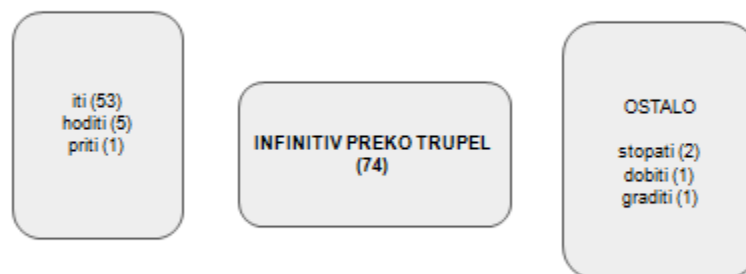 iti (53)
hoditi (5)
priti (1)
INFINITIV PREKO TRUPEL
(74)
OSTALO
stopati (2)
dobiti (1)
graditi (1)